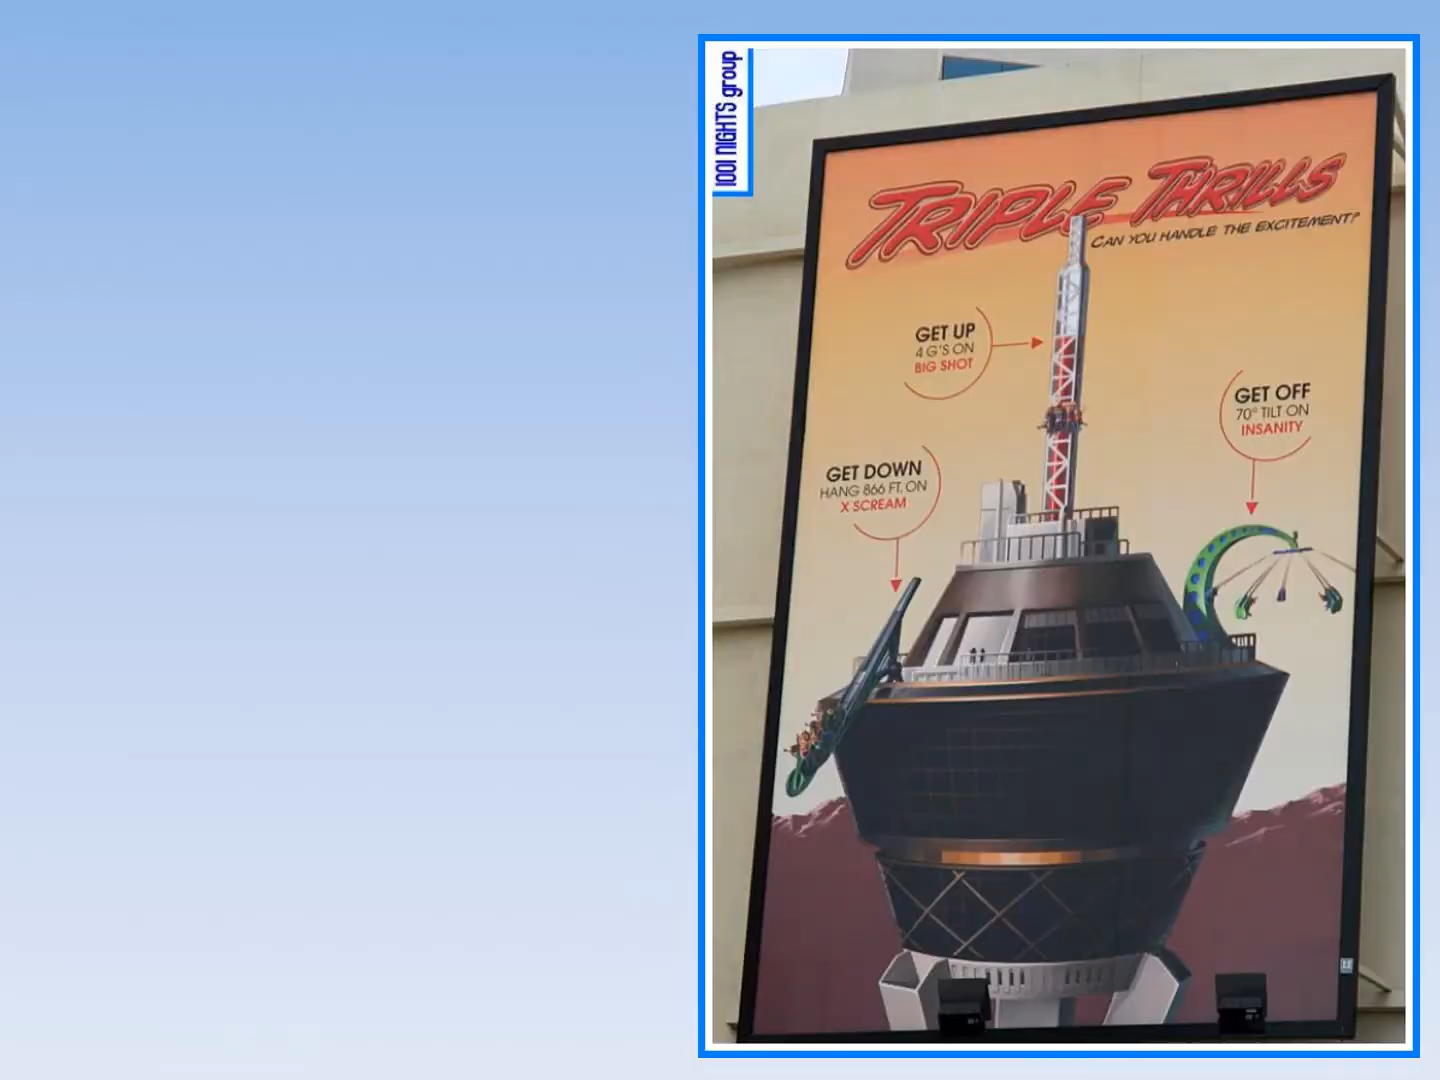 1001 NIGHTS group
TRIPLE THRILLS
CAN YOU HANDLE THE EXCITEMENT?
GET UP
4 G'S ON
BIG SHOT
GET OFF
70° TILT ON
INSANITY
GET DOWN
HANG 866 FT. ON
X SCREAM